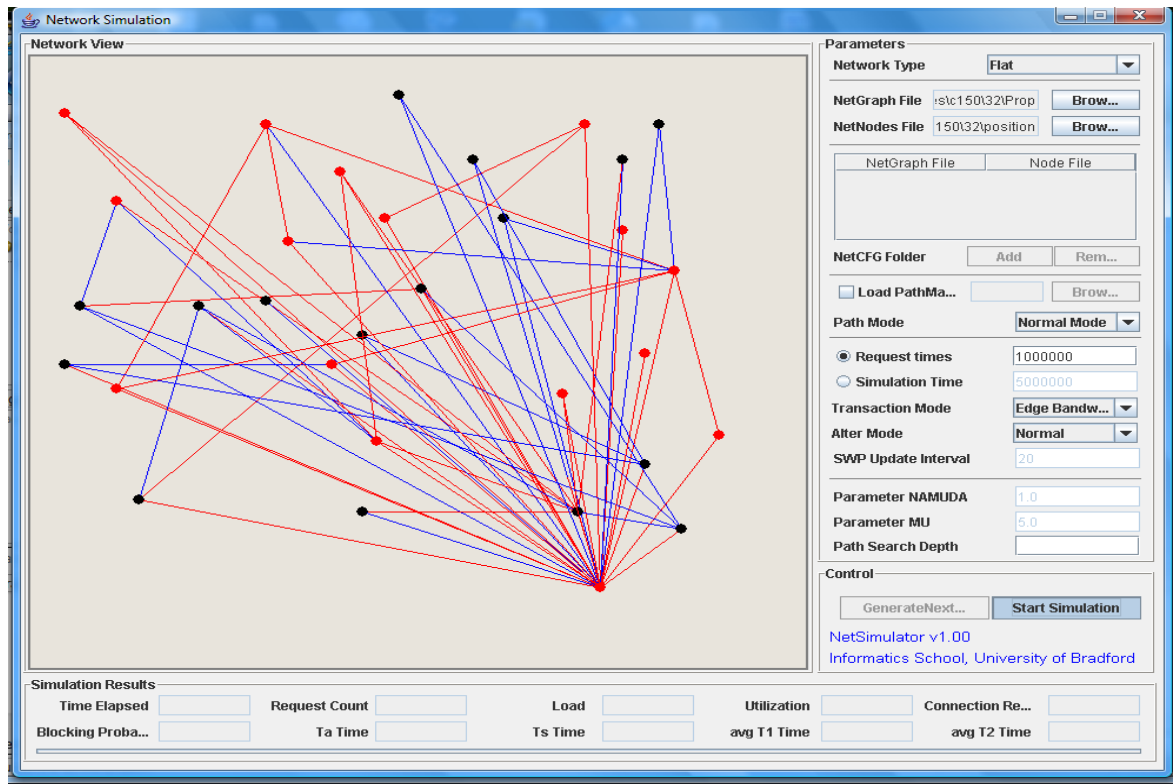 Network Simulation
Network View
Parameters
Network Type Flat
NetGraph File rs\c150\32\Prop Brow...
NetNodes File 150\32\position Brow...
NetGraph File Node File
NetCFG Folder Add Rem...
Load PathMa... Brow...
Path Mode Normal Mode
Request times 1000000
Simulation Time 5000000
Transaction Mode Edge Bandw...
Alter Mode Normal
SWP Update Interval 20
Parameter NAMUDA 1.0
Parameter MU 5.0
Path Search Depth
Control
GenerateNext... Start Simulation
NetSimulator v1.00
Informatics School, University of Bradford
Simulation Results
Time Elapsed Request Count Load Utilization Connection Re...
Blocking Proba... Ta Time Ts Time avg T1 Time avg T2 Time